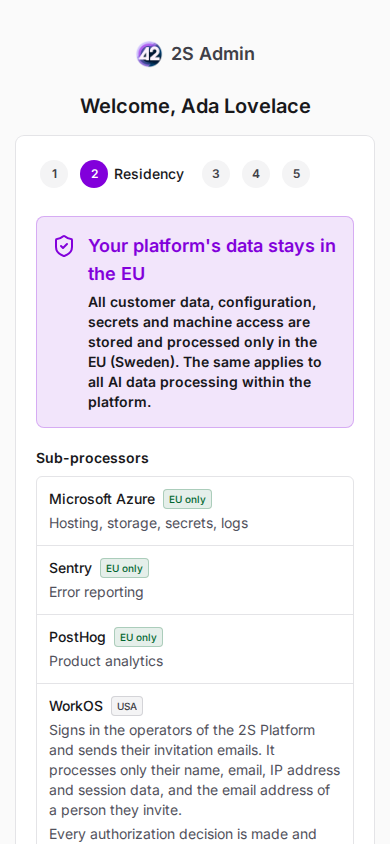 42 2S Admin
Welcome, Ada Lovelace
1 2 Residency 3 4 5
Your platform's data stays in
the EU
All customer data, configuration,
secrets and machine access are
stored and processed only in the
EU (Sweden). The same applies to
all AI data processing within the
platform.
Sub-processors
Microsoft Azure EU only
Hosting, storage, secrets, logs
Sentry EU only
Error reporting
PostHog EU only
Product analytics
WorkOS USA
Signs in the operators of the 2S Platform
and sends their invitation emails. It
processes only their name, email, IP address
and session data, and the email address of
a person they invite.
Every authorization decision is made and